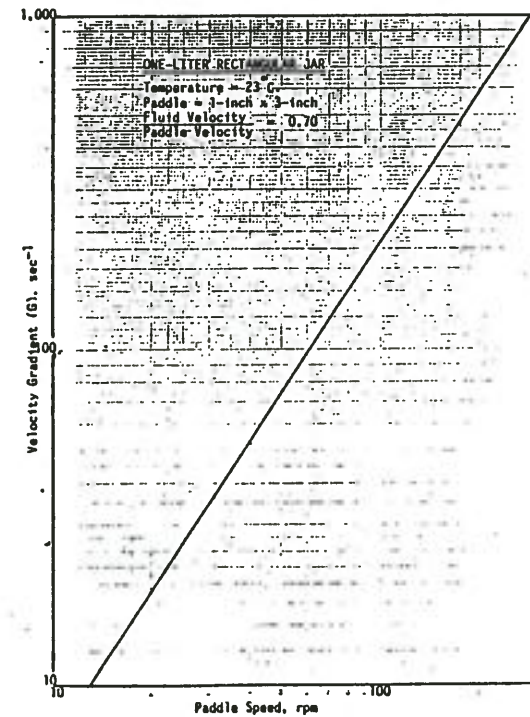 1,000
ONE-LITER RECTANGULAR JAR
Temperature = 23 C.
Paddle = 1-inch x 3-inch
Fluid Velocity
Paddle Velocity = 0.70
Velocity Gradient (G), sec⁻¹
100
10
10
100
Paddle Speed, rpm